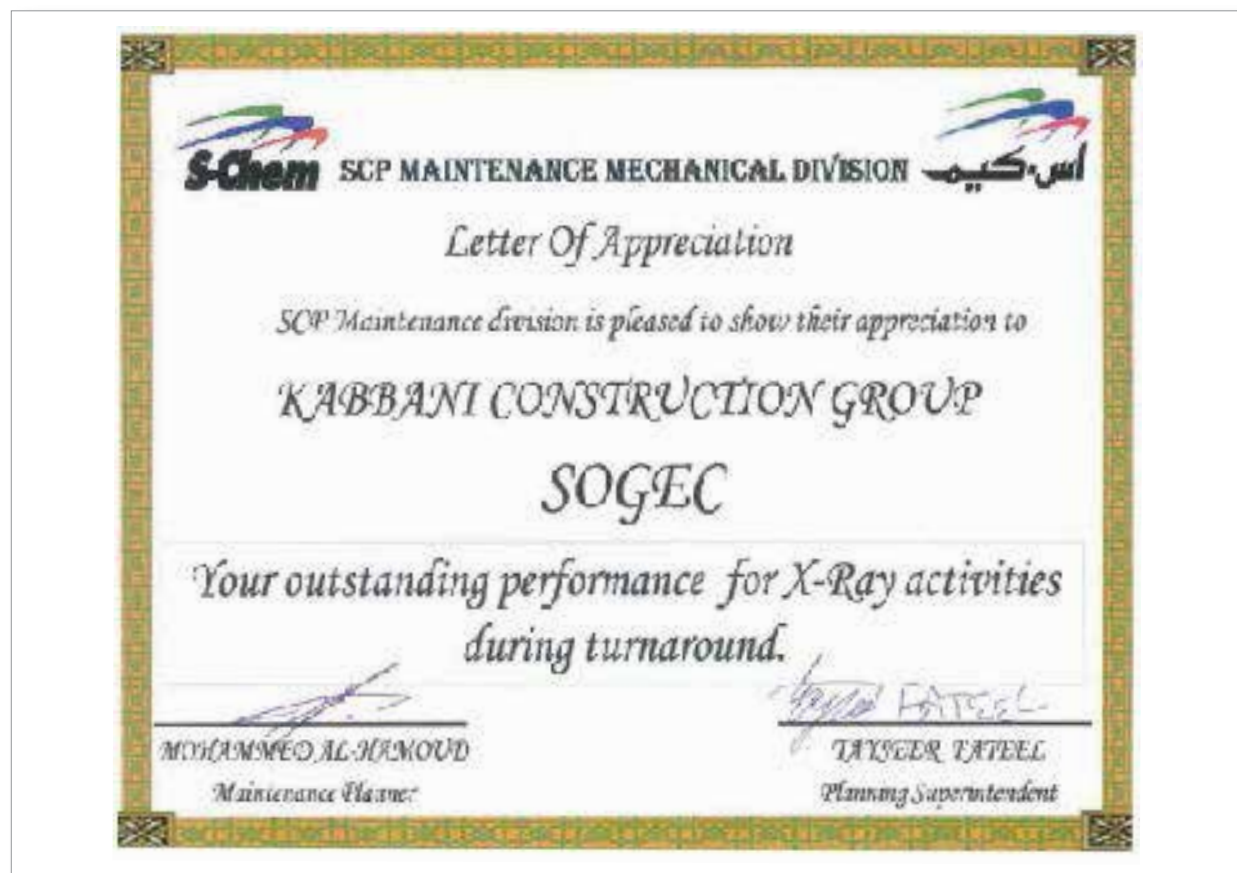 S-Chem SCP MAINTENANCE MECHANICAL DIVISION اس-كيم
Letter Of Appreciation
SCP Maintenance division is pleased to show their appreciation to
KABBANI CONSTRUCTION GROUP
SOGEC
Your outstanding performance for X-Ray activities
during turnaround.
Tayseer FATEEL
MOHAMMED AL-HAMOUD
TAYSEER FATEEL
Maintenance Planner
Planning Superintendent